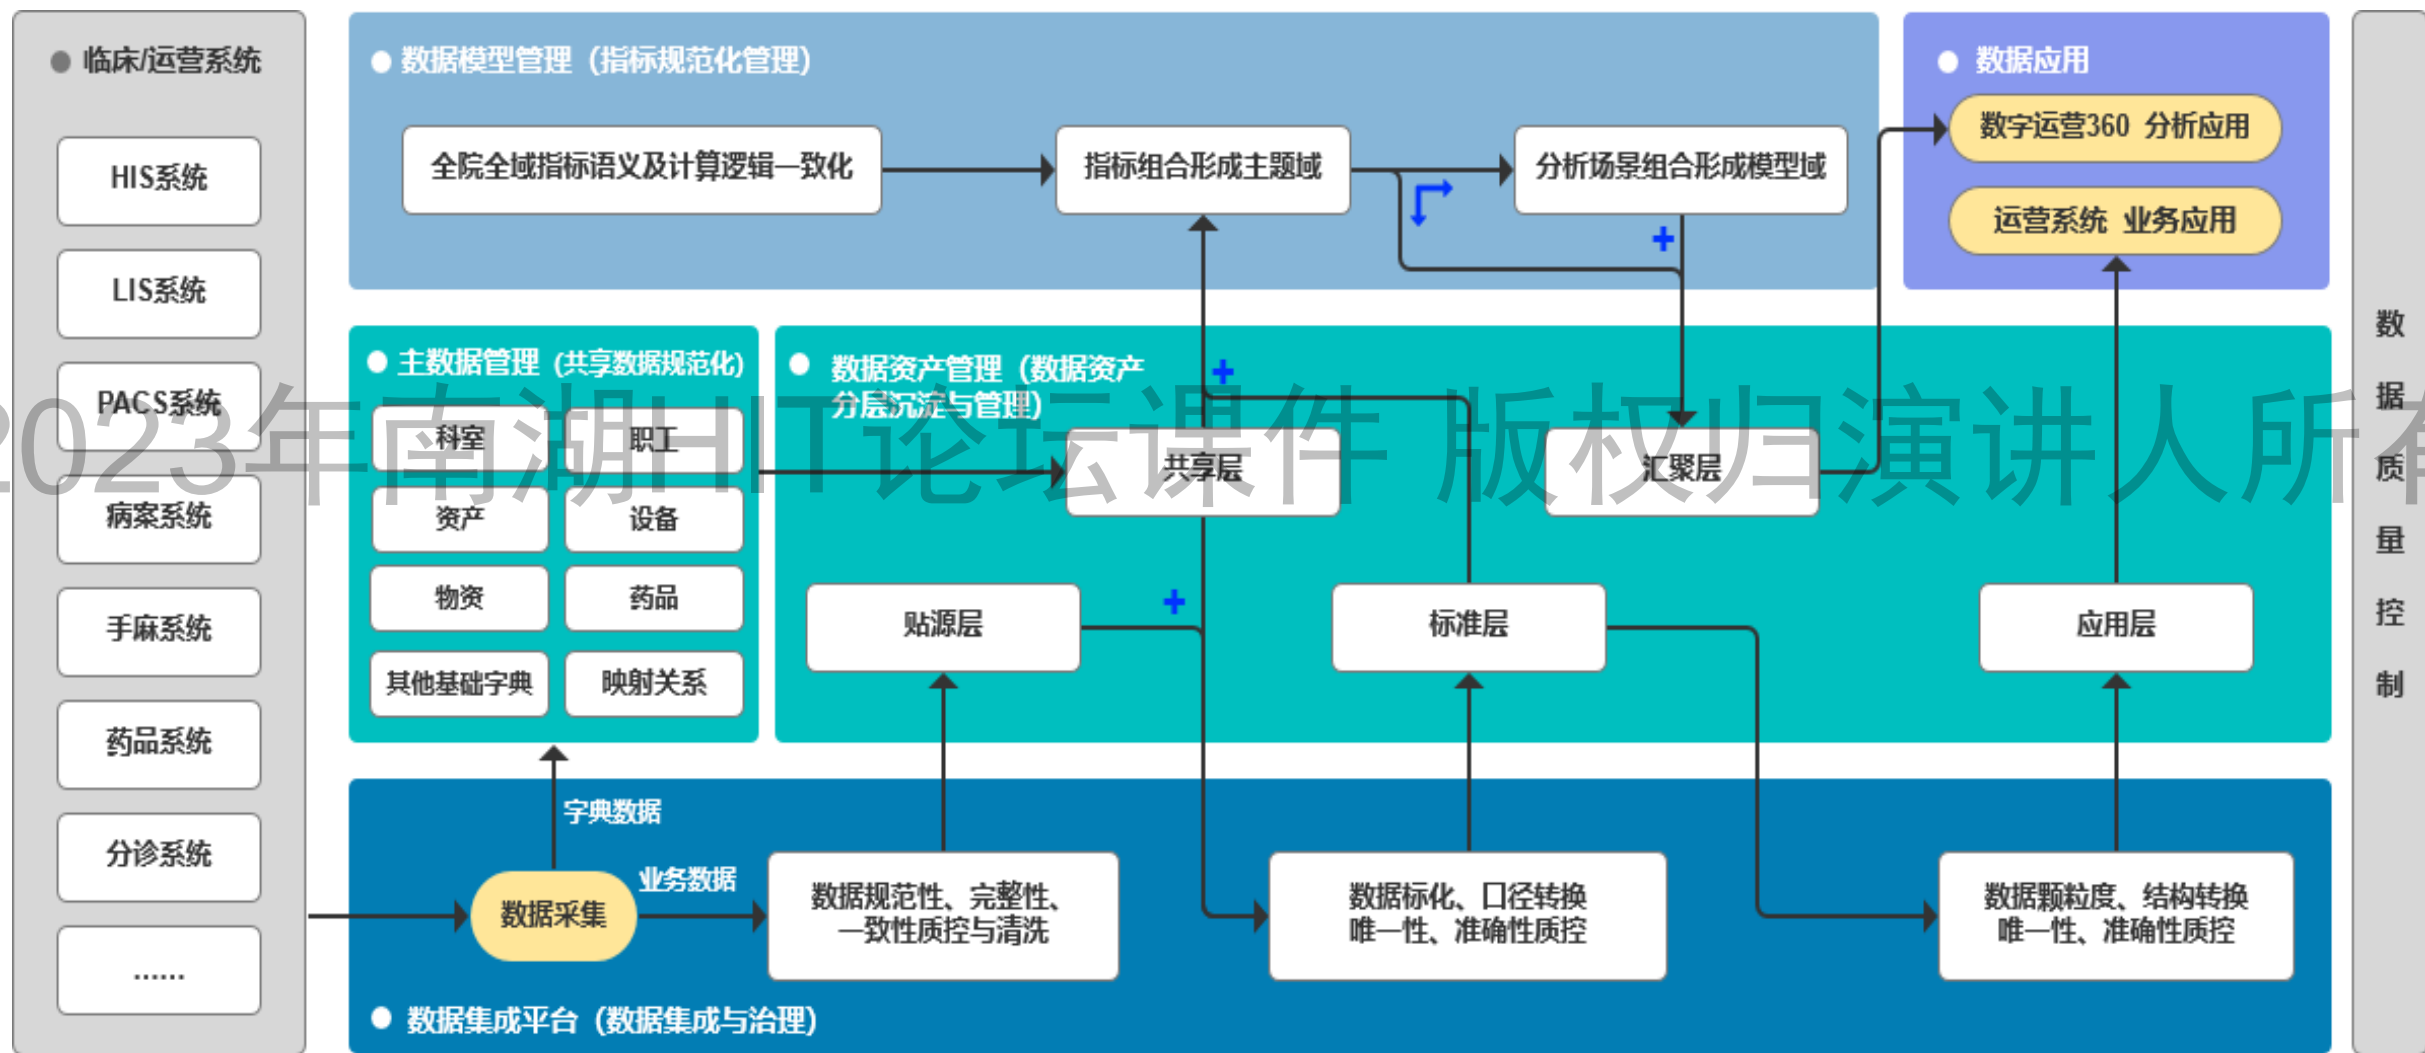 临床/运营系统
HIS系统
LIS系统
PACS系统
病案系统
手麻系统
药品系统
分诊系统
......
数据模型管理（指标规范化管理）
全院全域指标语义及计算逻辑一致化
指标组合形成主题域
分析场景组合形成模型域
数据应用
数字运营360 分析应用
运营系统 业务应用
主数据管理（共享数据规范化）
科室
职工
资产
设备
物资
药品
其他基础字典
映射关系
数据资产管理（数据资产
分层沉淀与管理）
共享层
汇聚层
贴源层
标准层
应用层
字典数据
数据采集
业务数据
数据规范性、完整性、
一致性质控与清洗
数据标化、口径转换
唯一性、准确性质控
数据颗粒度、结构转换
唯一性、准确性质控
数据集成平台（数据集成与治理）
数
据
质
量
控
制
2023年南湖HIT论坛课件 版权归演讲人所有